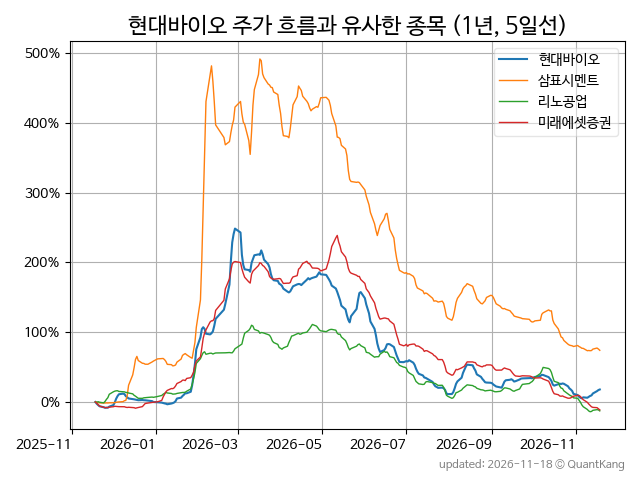 현대바이오 주가 흐름과 유사한 종목 (1년, 5일선)
500%
400%
300%
200%
100%
0%
현대바이오
삼표시멘트
리노공업
미래에셋증권
2025-11 2026-01 2026-03 2026-05 2026-07 2026-09 2026-11
updated: 2026-11-18 © QuantKang